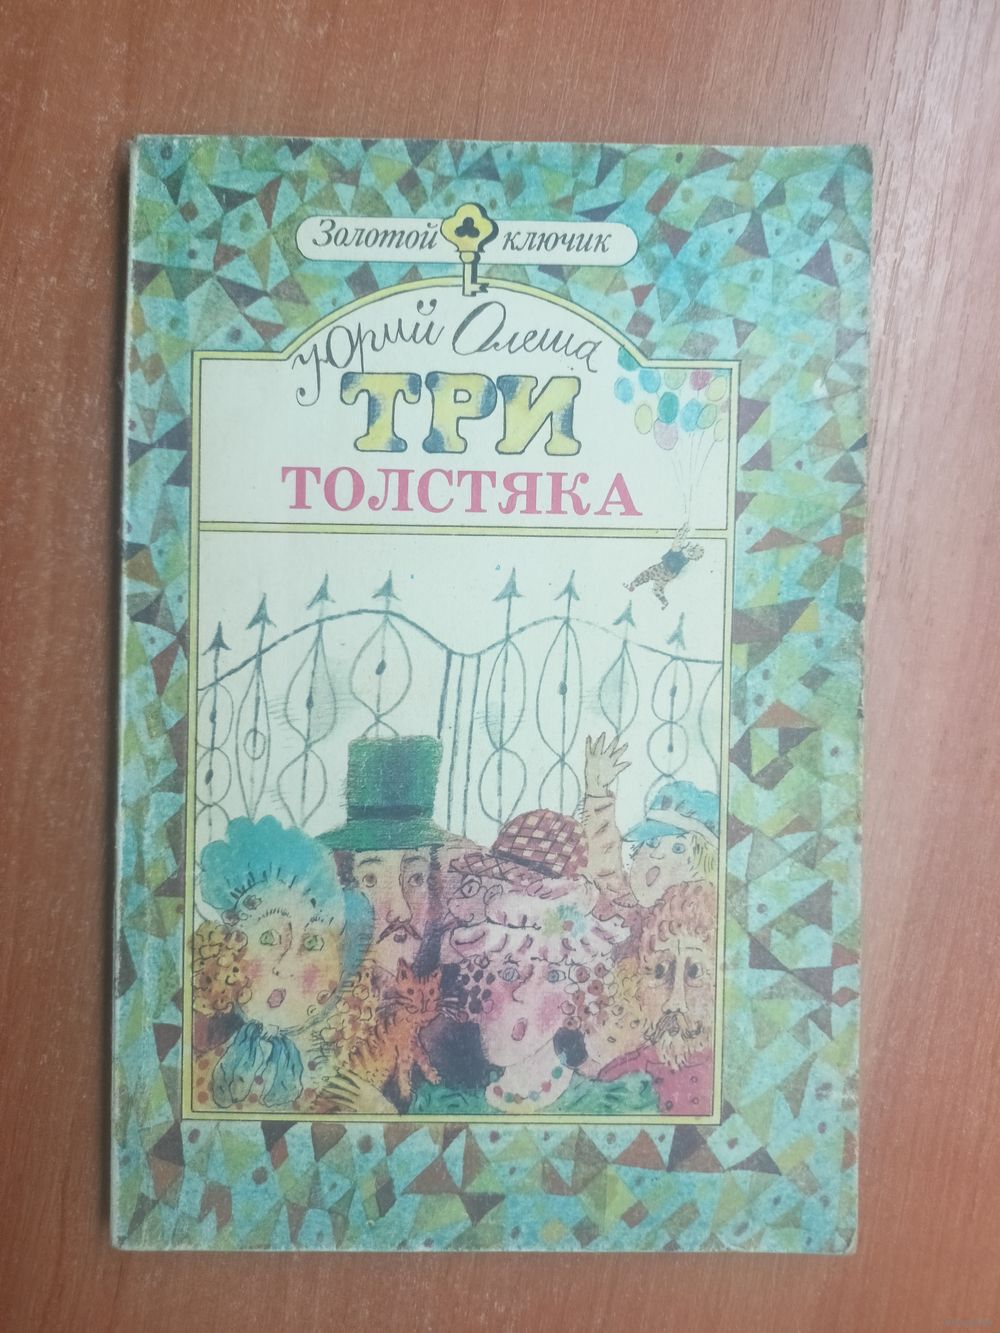 Золотой ключик
Юрий Олеша
ТРИ
ТОЛСТЯКА